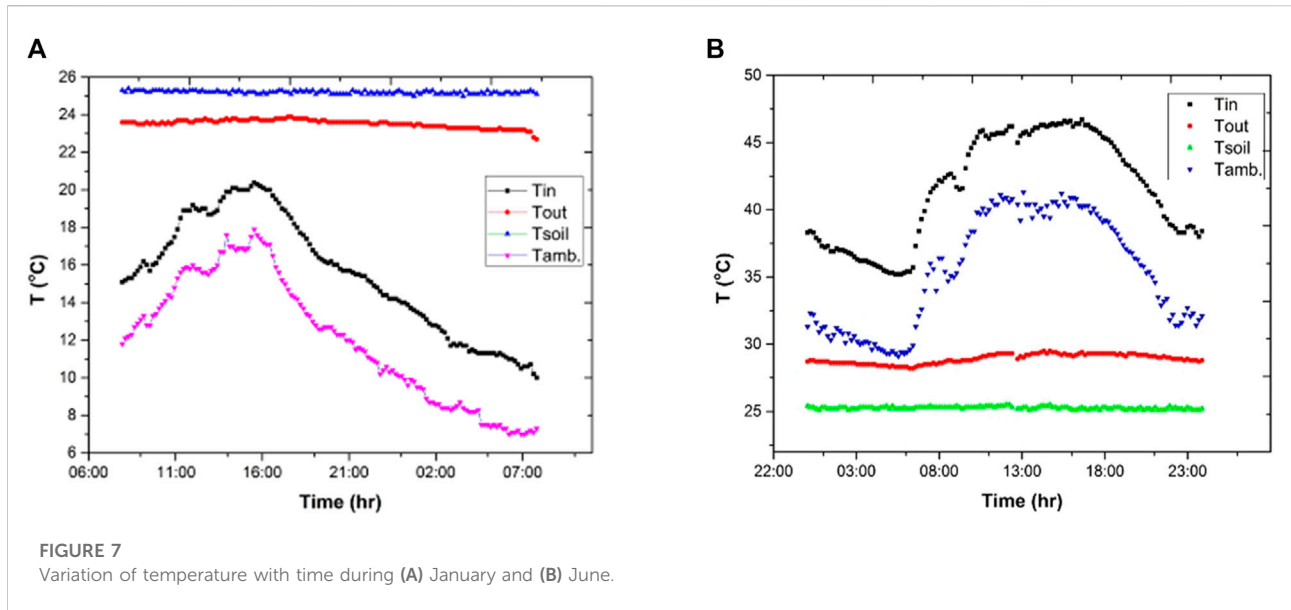 A
26
24
22
20
18
16
14
12
10
8
6
T (°C)
06:00 11:00 16:00 21:00 02:00 07:00
Time (hr)
Tin
Tout
Tsoil
Tamb.
B
50
45
40
35
30
25
T (°C)
22:00 03:00 08:00 13:00 18:00 23:00
Time (hr)
Tin
Tout
Tsoil
Tamb.
FIGURE 7
Variation of temperature with time during (A) January and (B) June.